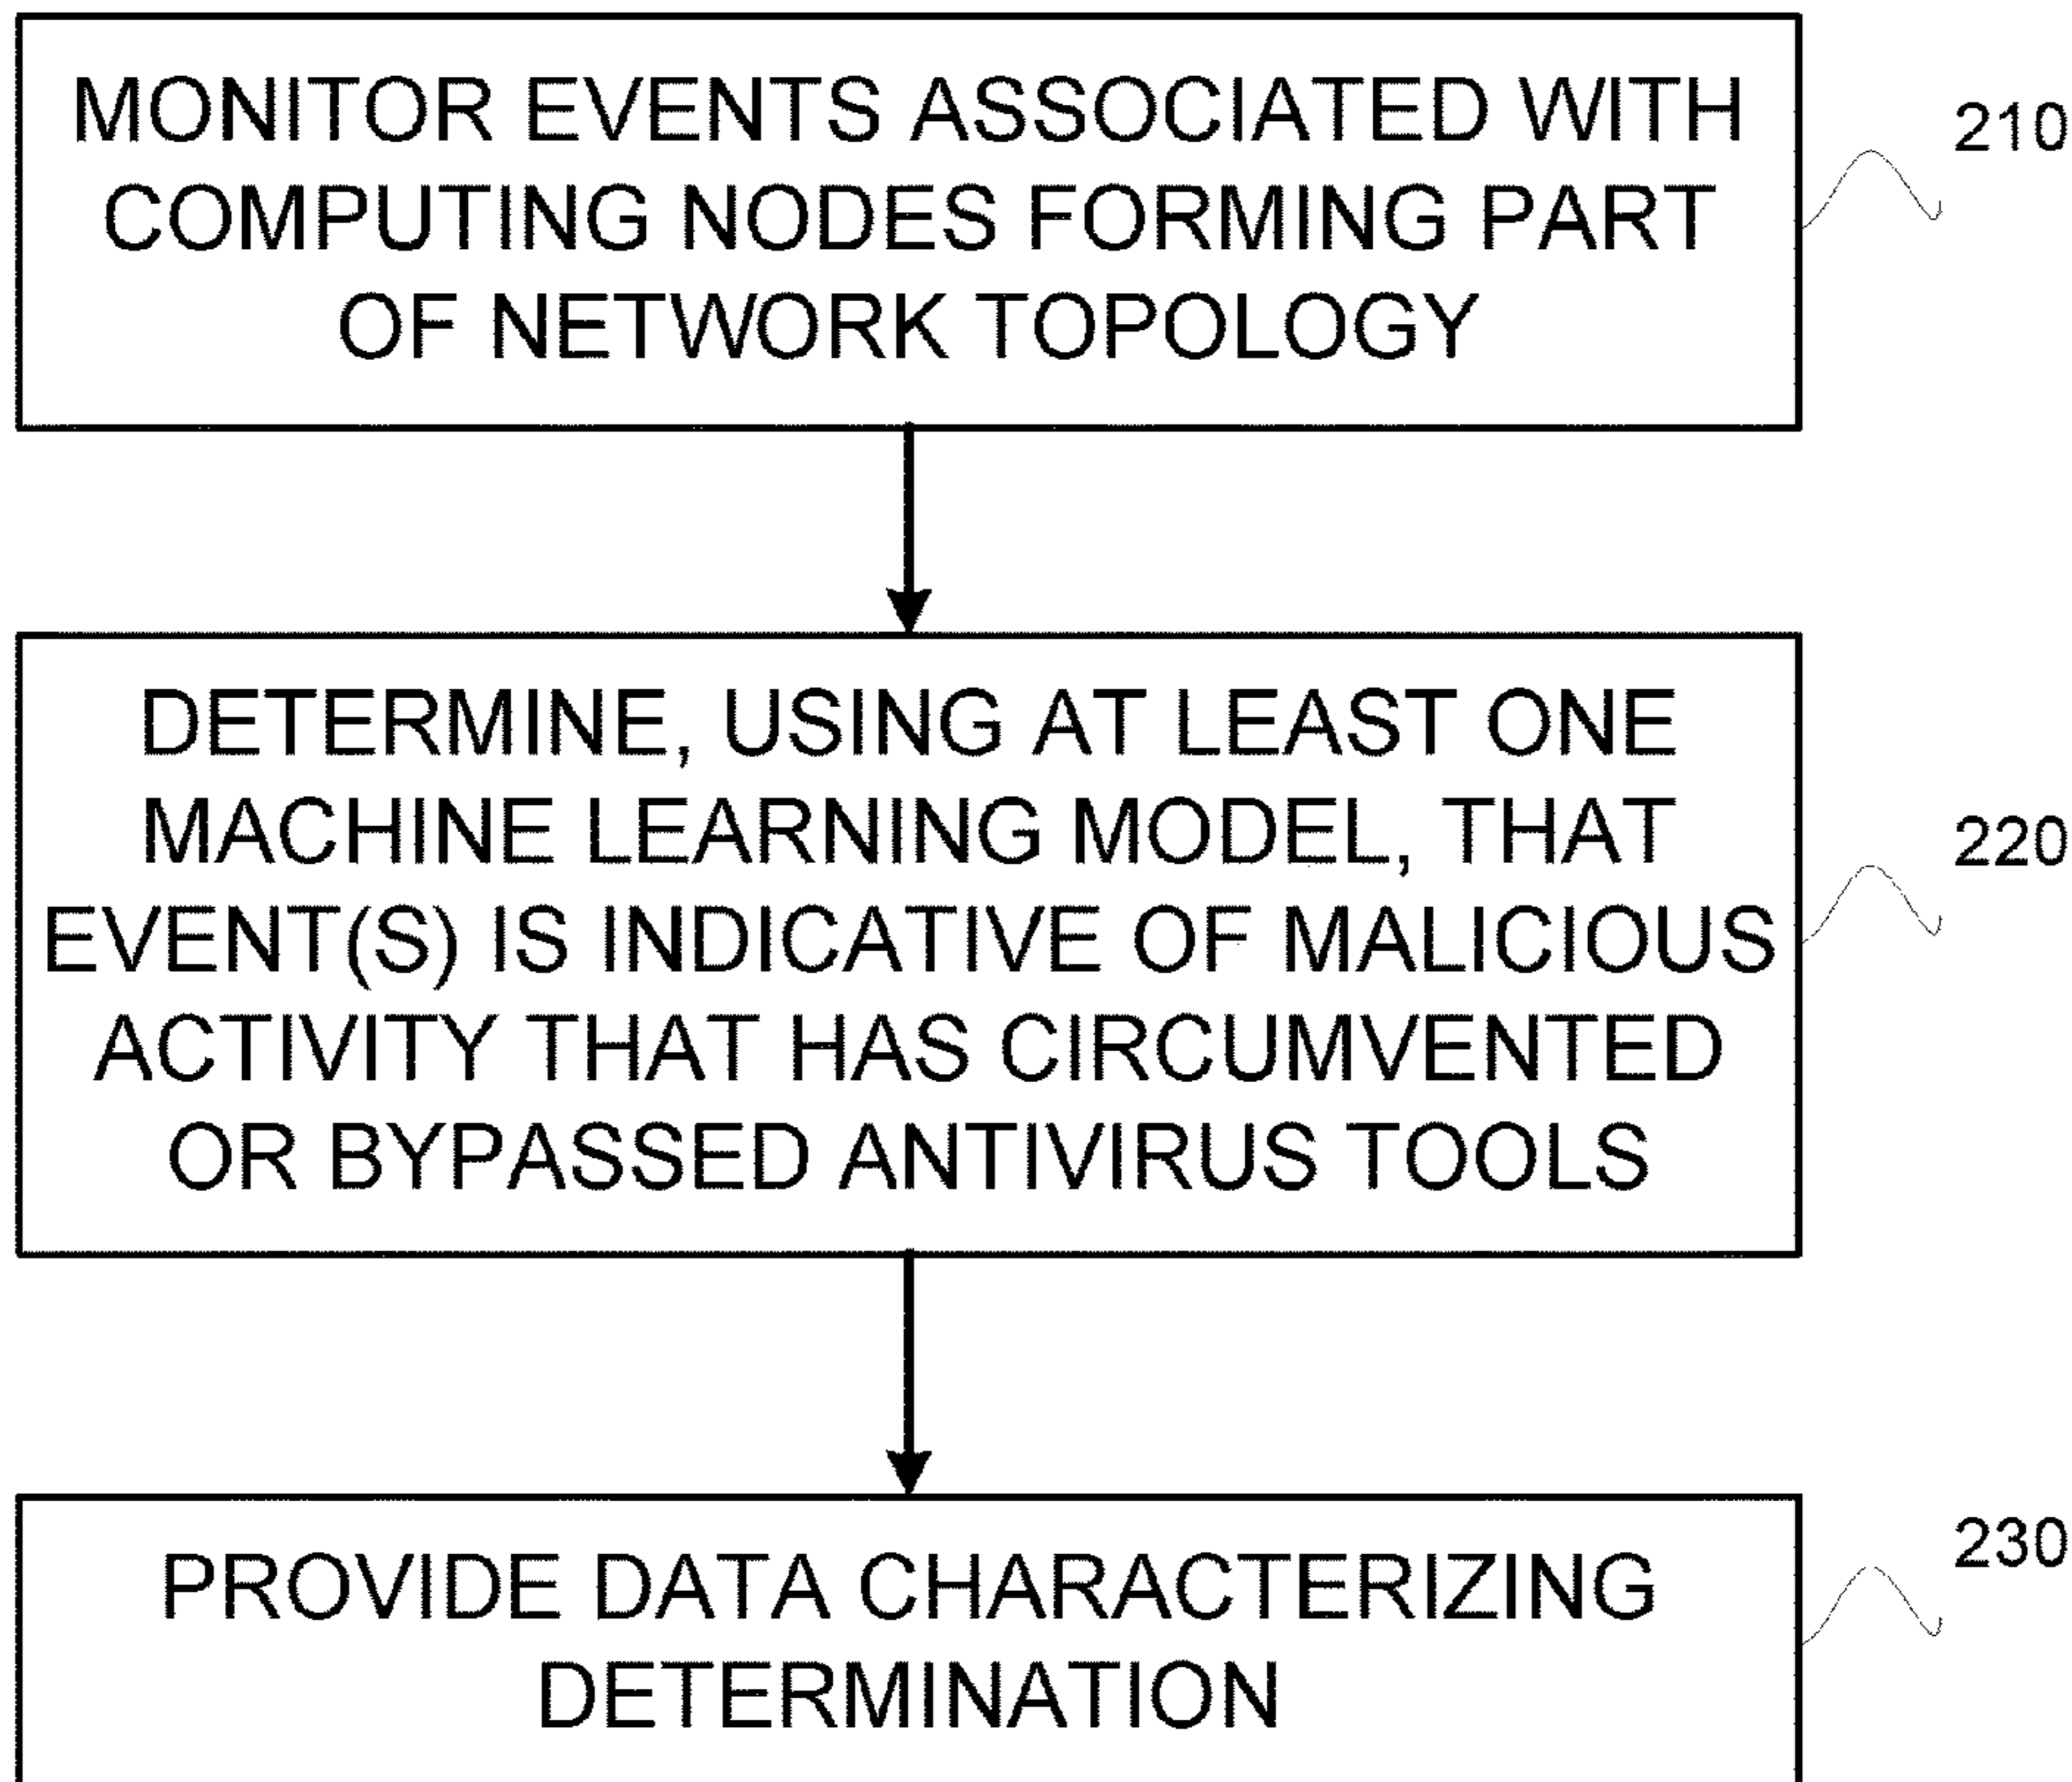 MONITOR EVENTS ASSOCIATED WITH
COMPUTING NODES FORMING PART
OF NETWORK TOPOLOGY
210
DETERMINE, USING AT LEAST ONE
MACHINE LEARNING MODEL, THAT
EVENT(S) IS INDICATIVE OF MALICIOUS
ACTIVITY THAT HAS CIRCUMVENTED
OR BYPASSED ANTIVIRUS TOOLS
220
PROVIDE DATA CHARACTERIZING
DETERMINATION
230